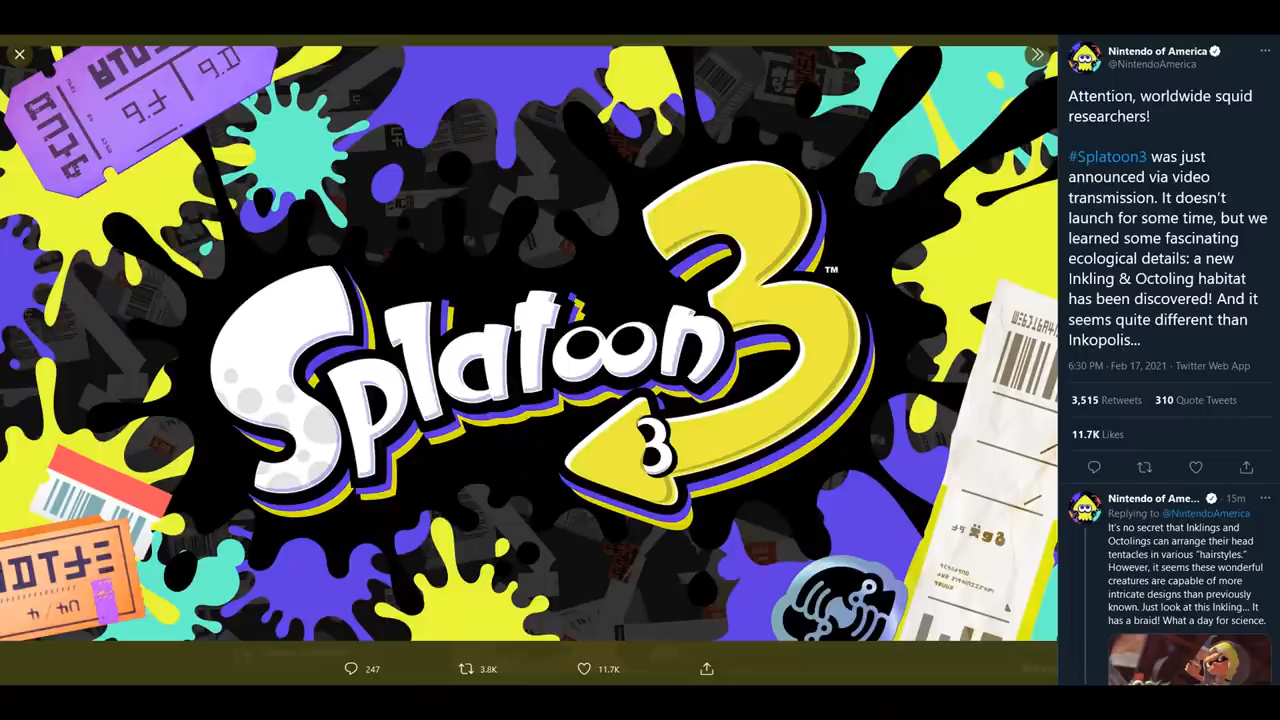 Splatoon
3
3
TM
247
3.8K
11.7K
Nintendo of America
@NintendoAmerica
Attention, worldwide squid
researchers!
#Splatoon3 was just
announced via video
transmission. It doesn’t
launch for some time, but we
learned some fascinating
ecological details: a new
Inkling & Octoling habitat
has been discovered! And it
seems quite different than
Inkopolis...
6:30 PM · Feb 17, 2021 · Twitter Web App
3,515 Retweets 310 Quote Tweets
11.7K Likes
Nintendo of Ame... · 15m
Replying to @NintendoAmerica
It’s no secret that Inklings and
Octolings can arrange their head
tentacles in various “hairstyles.”
However, it seems these wonderful
creatures are capable of more
intricate designs than previously
known. Just look at this Inkling... It
has a braid! What a day for science.